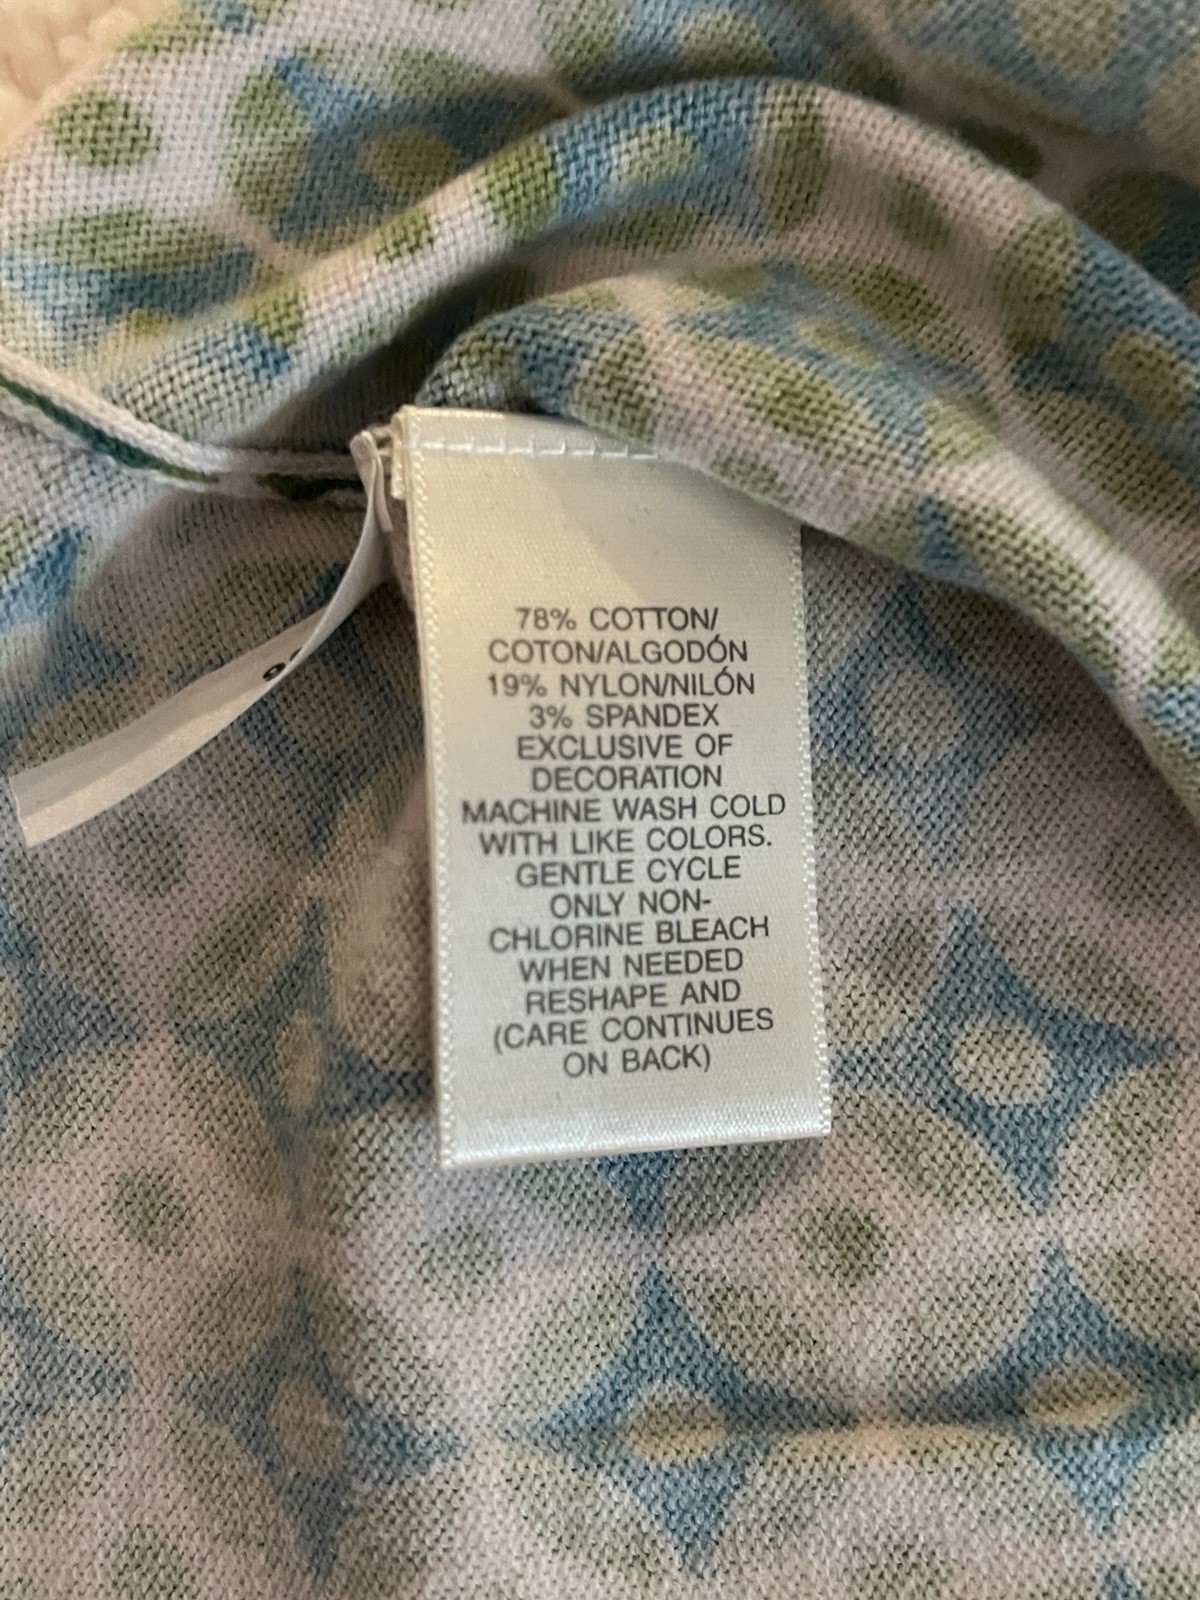 78% COTTON/
COTON/ALGODÓN
19% NYLON/NILÓN
3% SPANDEX
EXCLUSIVE OF
DECORATION
MACHINE WASH COLD
WITH LIKE COLORS.
GENTLE CYCLE
ONLY NON-
CHLORINE BLEACH
WHEN NEEDED
RESHAPE AND
(CARE CONTINUES
ON BACK)